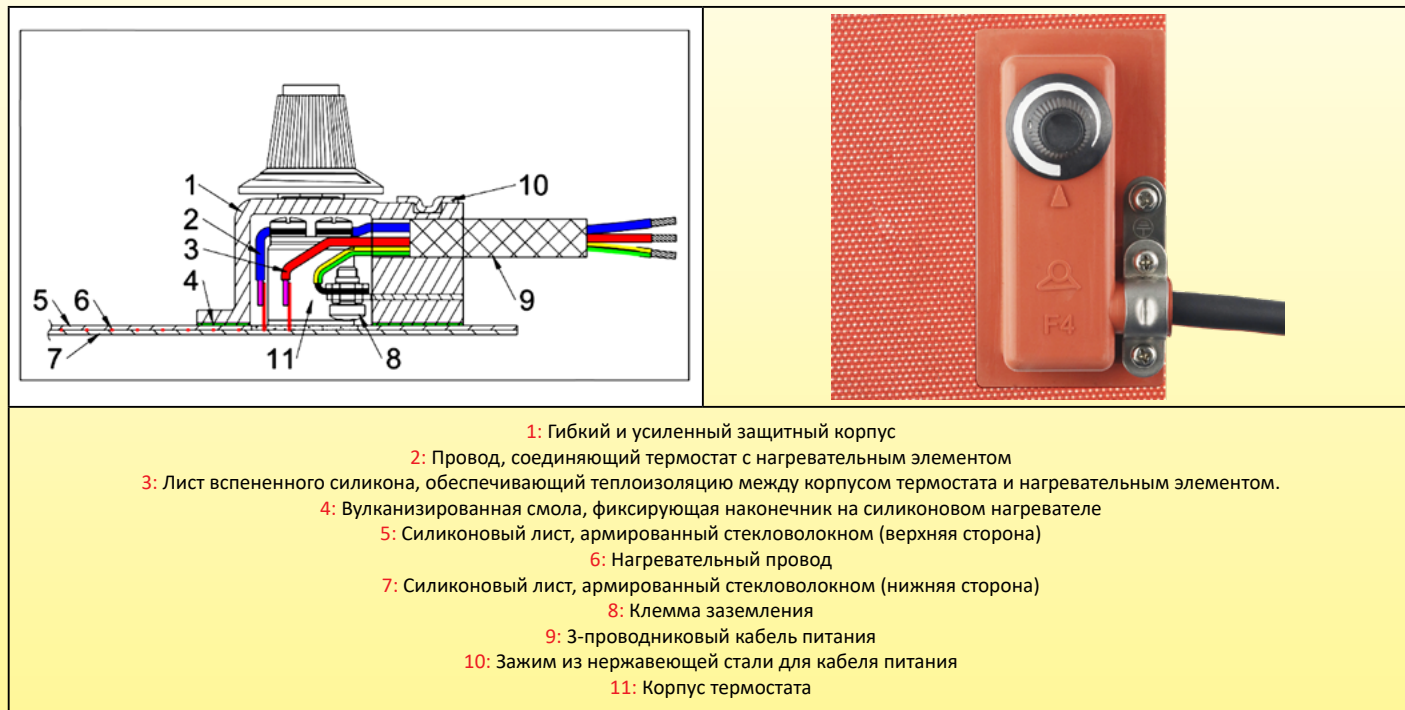 1
2
3
4
5
6
7
8
9
10
11
F4
1: Гибкий и усиленный защитный корпус
2: Провод, соединяющий термостат с нагревательным элементом
3: Лист вспененного силикона, обеспечивающий теплоизоляцию между корпусом термостата и нагревательным элементом.
4: Вулканизированная смола, фиксирующая наконечник на силиконовом нагревателе
5: Силиконовый лист, армированный стекловолокном (верхняя сторона)
6: Нагревательный провод
7: Силиконовый лист, армированный стекловолокном (нижняя сторона)
8: Клемма заземления
9: 3-проводниковый кабель питания
10: Зажим из нержавеющей стали для кабеля питания
11: Корпус термостата